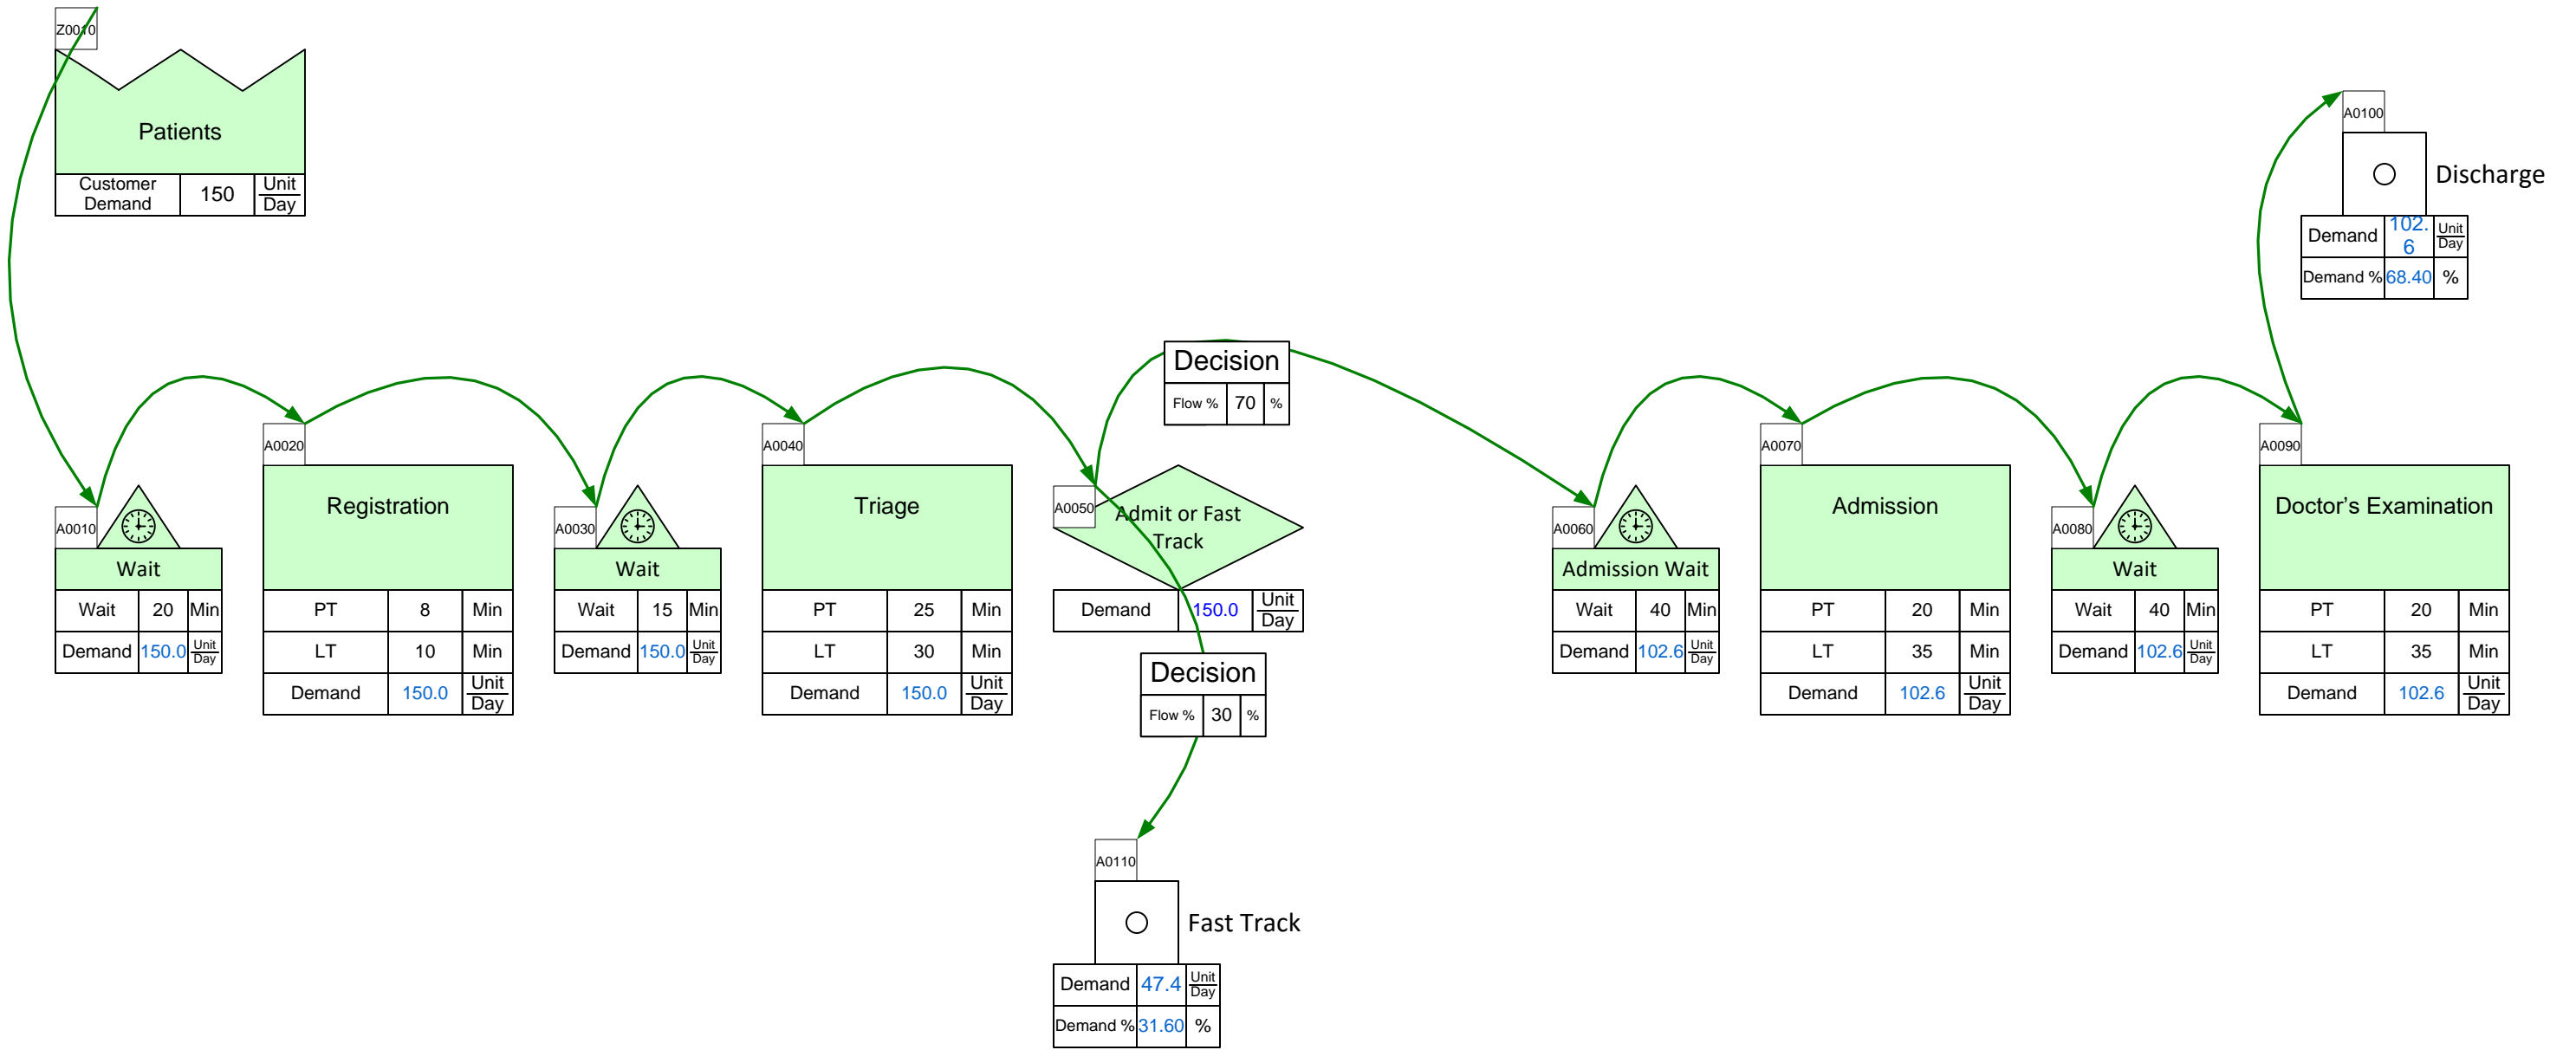 Z0010
Patients
Customer Demand 150 Unit/Day
A0100
Discharge
Demand 102.6 Unit/Day
Demand % 68.40 %
Decision
Flow % 70 %
A0010
Wait
Wait 20 Min
Demand 150.0 Unit/Day
A0020
Registration
PT 8 Min
LT 10 Min
Demand 150.0 Unit/Day
A0030
Wait
Wait 15 Min
Demand 150.0 Unit/Day
A0040
Triage
PT 25 Min
LT 30 Min
Demand 150.0 Unit/Day
A0050
Admit or Fast
Track
Demand 150.0 Unit/Day
Decision
Flow % 30 %
A0060
Admission Wait
Wait 40 Min
Demand 102.6 Unit/Day
A0070
Admission
PT 20 Min
LT 35 Min
Demand 102.6 Unit/Day
A0080
Wait
Wait 40 Min
Demand 102.6 Unit/Day
A0090
Doctor's Examination
PT 20 Min
LT 35 Min
Demand 102.6 Unit/Day
A0110
Fast Track
Demand 47.4 Unit/Day
Demand % 31.60 %